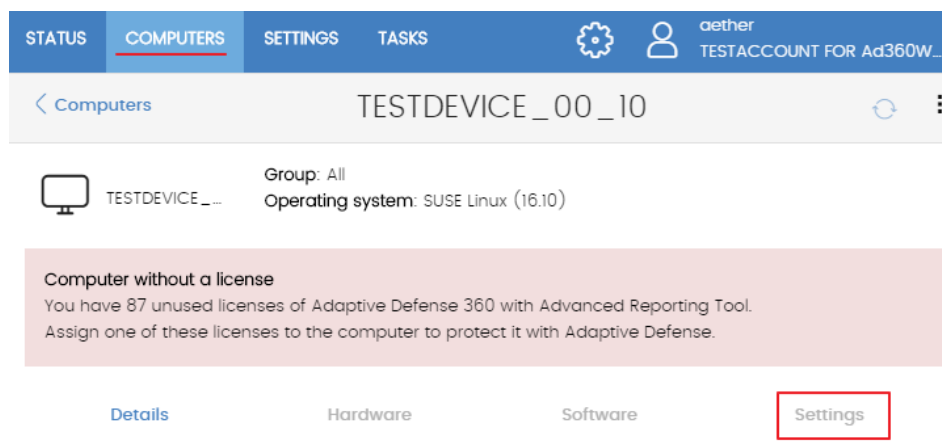 STATUS COMPUTERS SETTINGS TASKS aether
TESTACCOUNT FOR Ad360W...
Computers TESTDEVICE_00_10
Group: All
TESTDEVICE_... Operating system: SUSE Linux (16.10)
Computer without a license
You have 87 unused licenses of Adaptive Defense 360 with Advanced Reporting Tool.
Assign one of these licenses to the computer to protect it with Adaptive Defense.
Details Hardware Software Settings